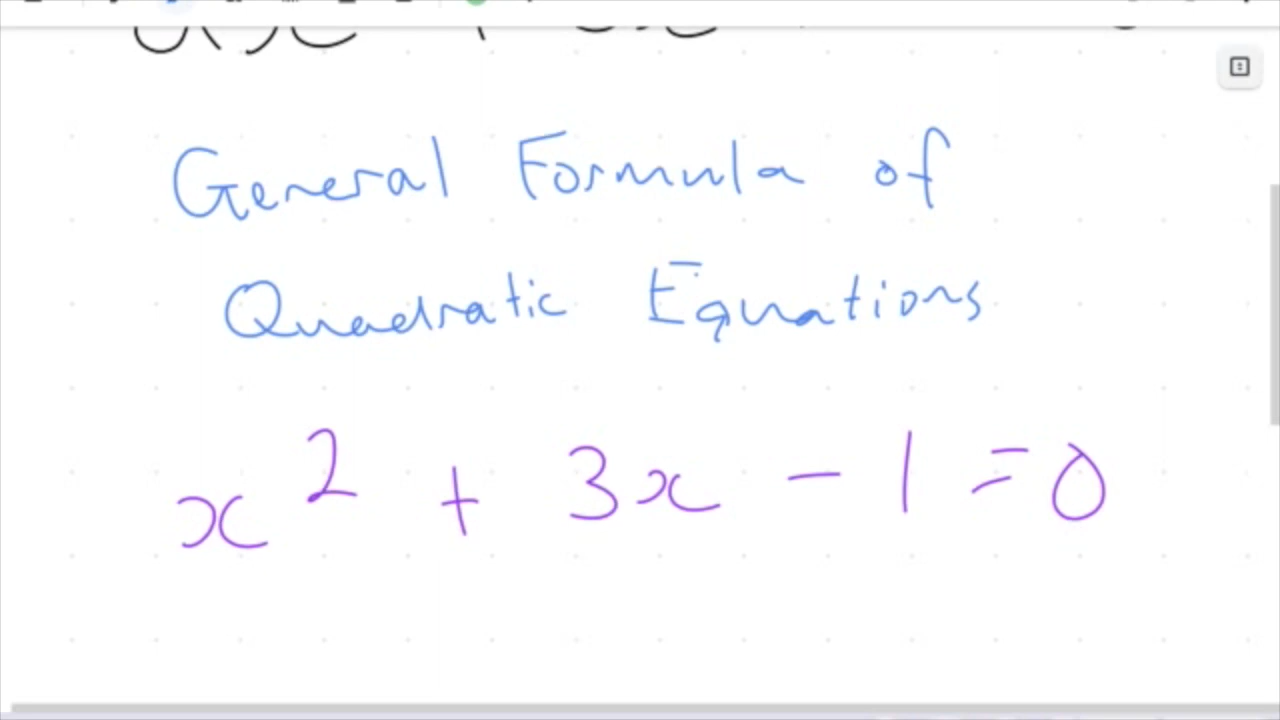 General Formula of
Quadratic Equations
x² + 3x - 1 = 0